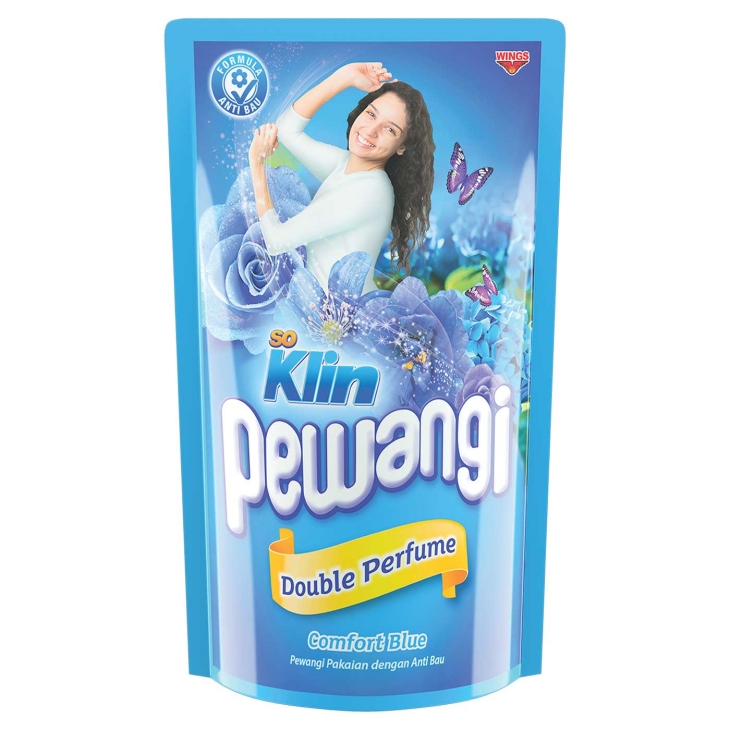 FORMULA
ANTI BAU
WINGS
SO
Klin
Pewangi
Double Perfume
Comfort Blue
Pewangi Pakaian dengan Anti Bau